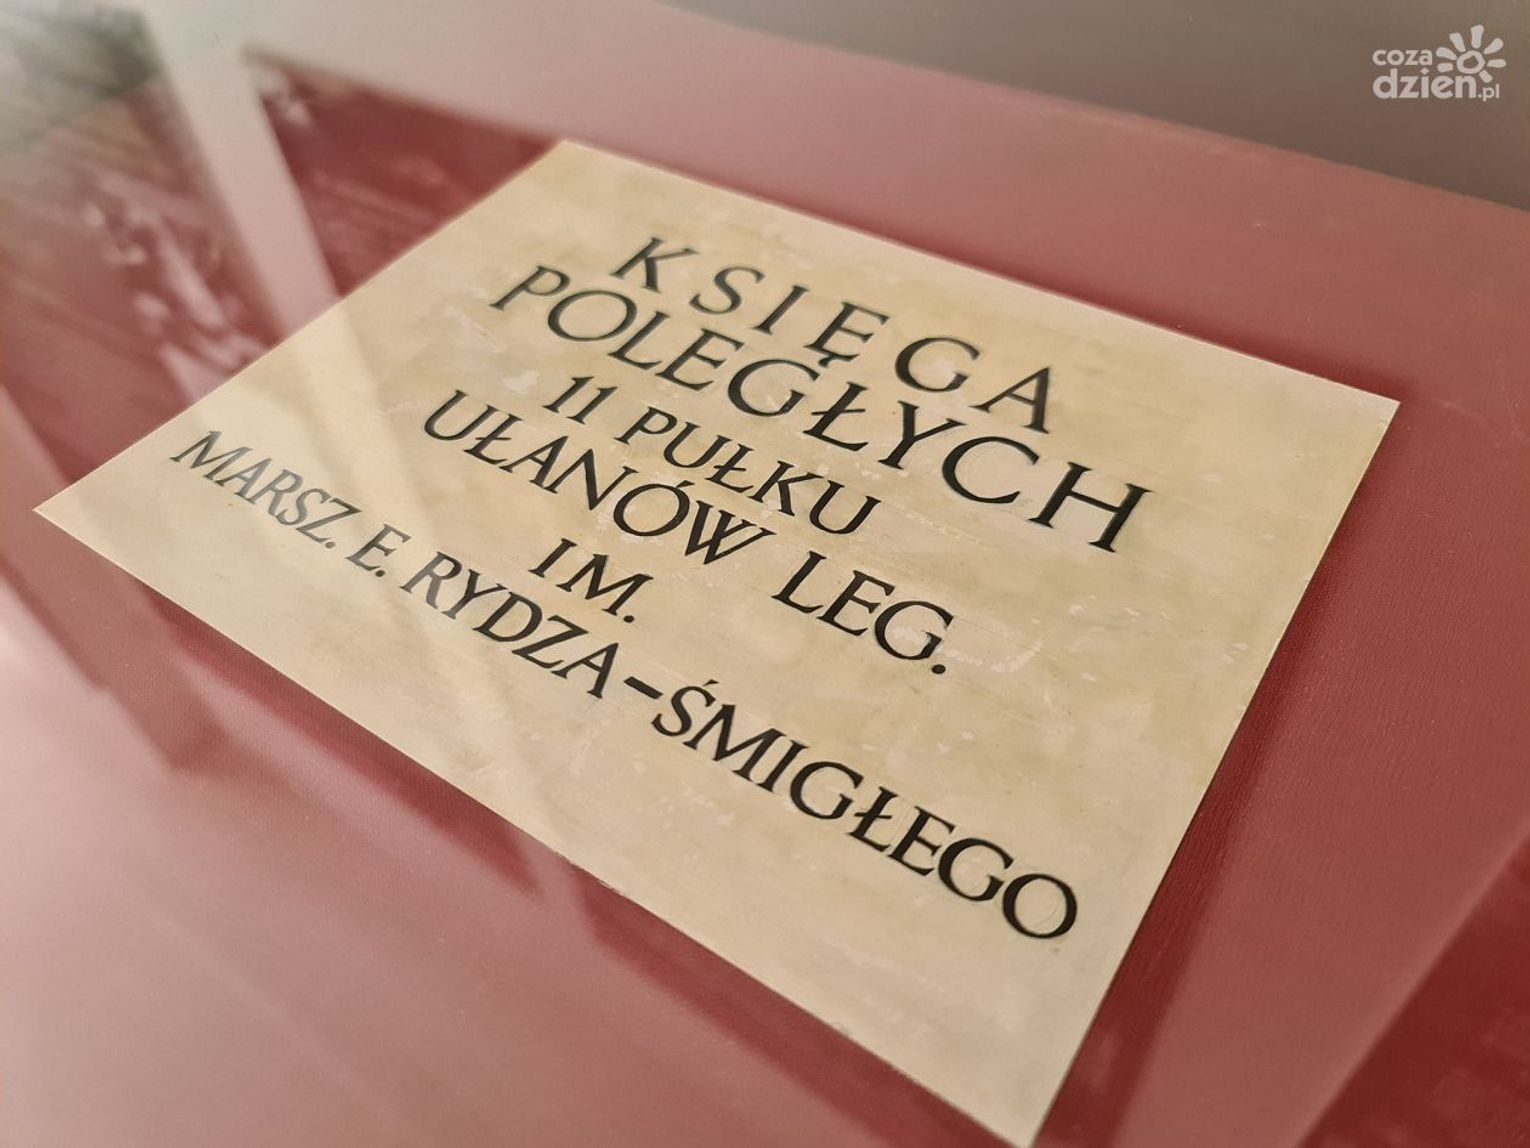 coza
dzien.pl
KSIĘGA
POLEGŁYCH
11 PUŁKU
UŁANÓW LEG.
IM.
MARSZ. E. RYDZA-ŚMIGŁEGO